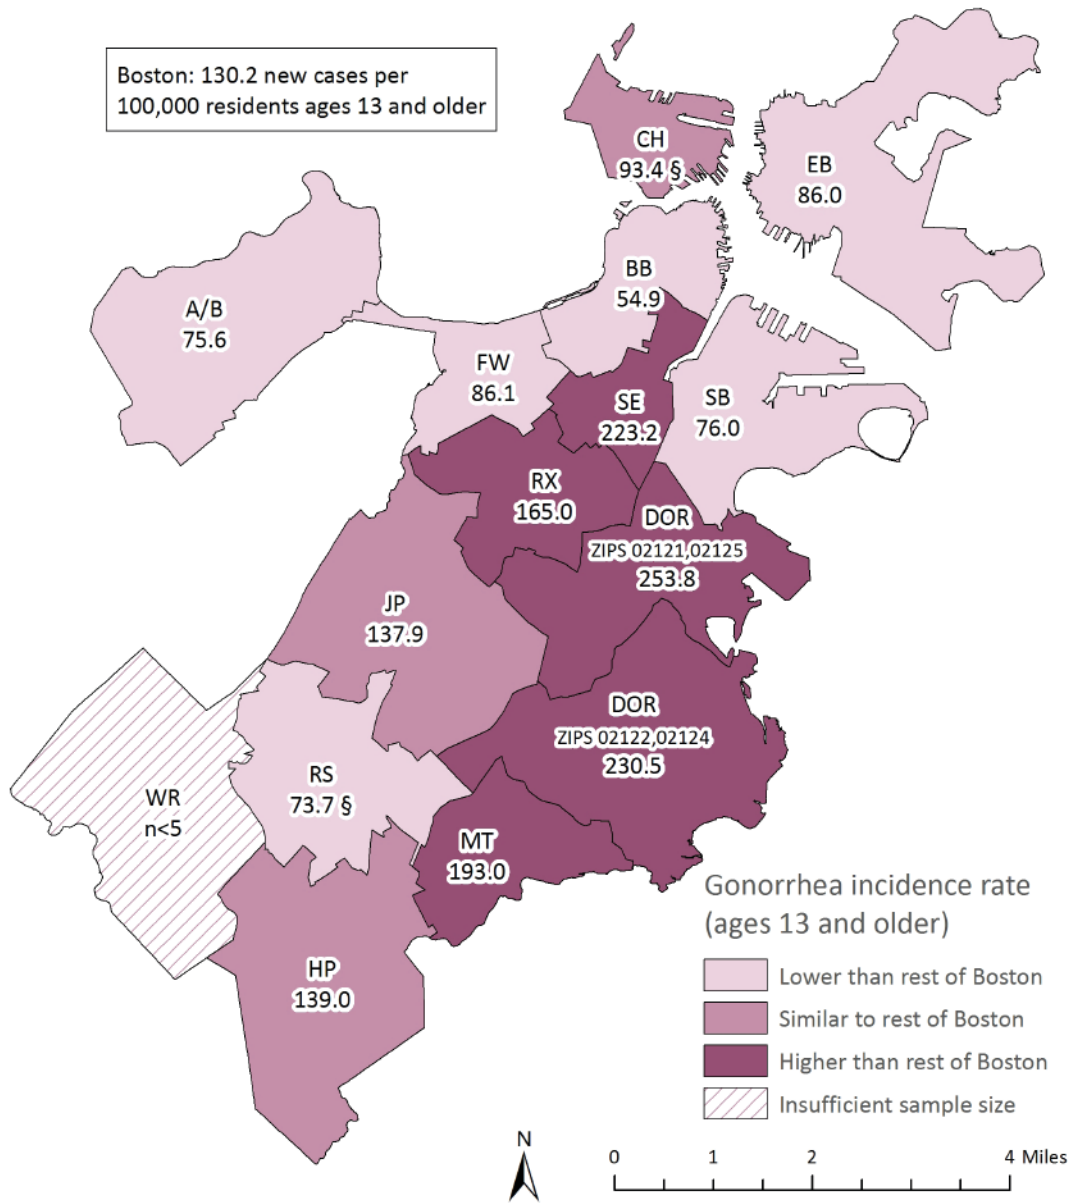 Boston: 130.2 new cases per
100,000 residents ages 13 and older
CH
93.4 §
EB
86.0
BB
54.9
A/B
75.6
FW
86.1
SE
223.2
SB
76.0
RX
165.0
DOR
ZIPS 02121,02125
253.8
JP
137.9
DOR
ZIPS 02122,02124
230.5
RS
73.7 §
WR
n<5
MT
193.0
HP
139.0
Gonorrhea incidence rate
(ages 13 and older)
Lower than rest of Boston
Similar to rest of Boston
Higher than rest of Boston
Insufficient sample size
N
0 1 2 4 Miles